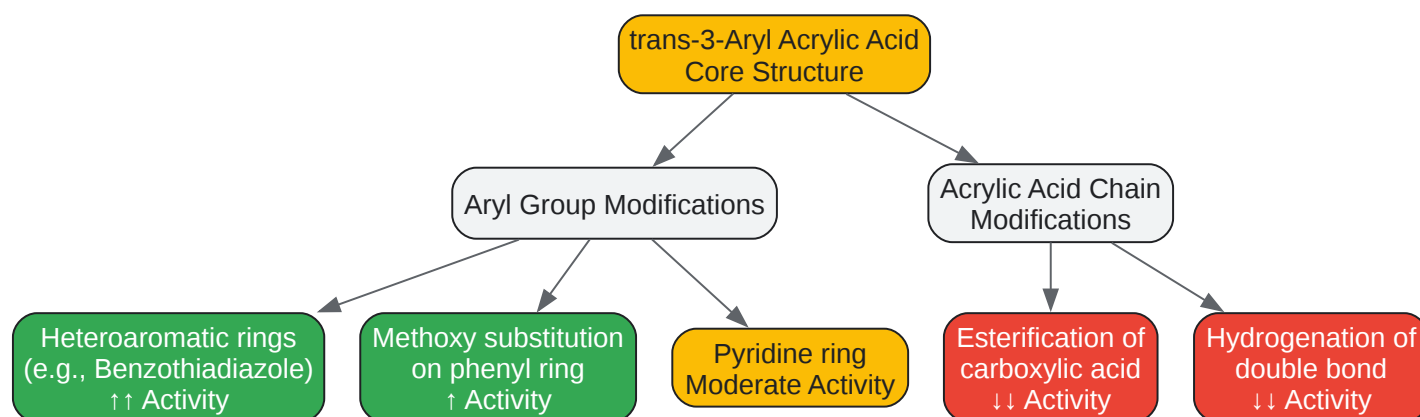 trans-3-Aryl Acrylic Acid
Core Structure
Aryl Group Modifications
Acrylic Acid Chain
Modifications
Heteroaromatic rings
(e.g., Benzothiadiazole)
↑↑ Activity
Methoxy substitution
on phenyl ring
↑ Activity
Pyridine ring
Moderate Activity
Esterification of
carboxylic acid
↓↓ Activity
Hydrogenation of
double bond
↓↓ Activity